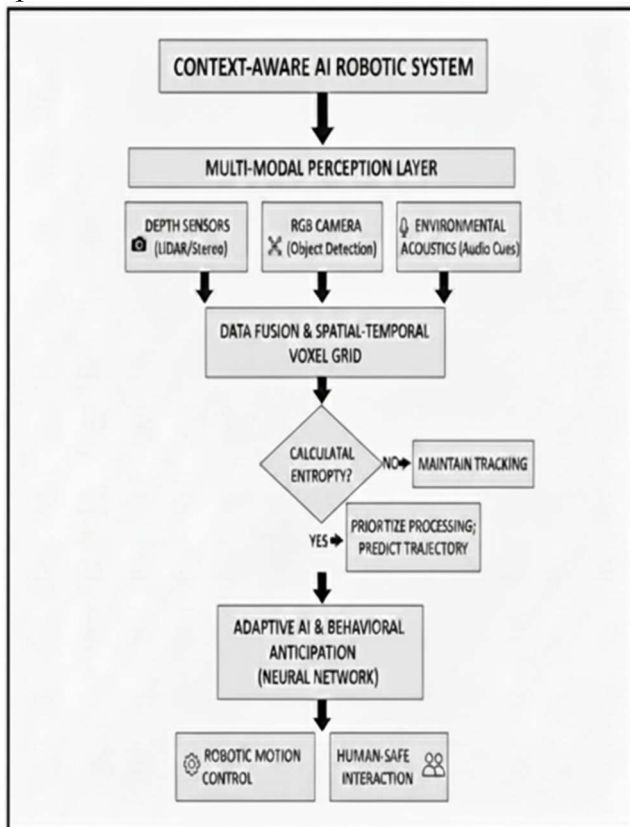 CONTEXT-AWARE AI ROBOTIC SYSTEM
MULTI-MODAL PERCEPTION LAYER
DEPTH SENSORS
(LIDAR/Stereo)
RGB CAMERA
(Object Detection)
ENVIRONMENTAL
ACOUSTICS (Audio Cues)
DATA FUSION & SPATIAL-TEMPORAL
VOXEL GRID
CALCULATAL
ENTROPTY?
NO
MAINTAIN TRACKING
YES
PRIORTIZE PROCESSING;
PREDICT TRAJECTORY
ADAPTIVE AI & BEHAVIORAL
ANTICIPATION
(NEURAL NETWORK)
ROBOTIC MOTION
CONTROL
HUMAN-SAFE
INTERACTION